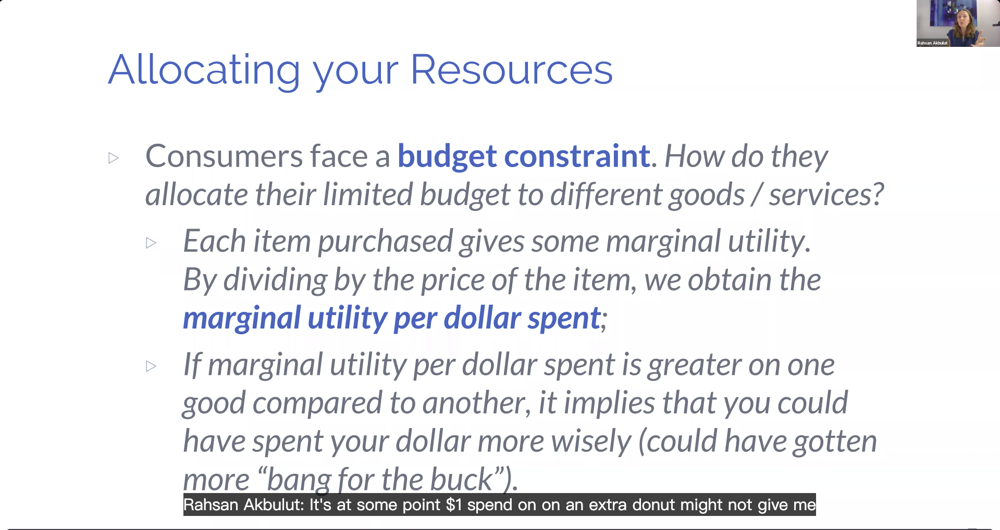 Rahsan Akbulut
Allocating your Resources
Consumers face a budget constraint. How do they
allocate their limited budget to different goods / services?
Each item purchased gives some marginal utility.
By dividing by the price of the item, we obtain the
marginal utility per dollar spent;
If marginal utility per dollar spent is greater on one
good compared to another, it implies that you could
have spent your dollar more wisely (could have gotten
more “bang for the buck”).
Rahsan Akbulut: It's at some point $1 spend on on an extra donut might not give me